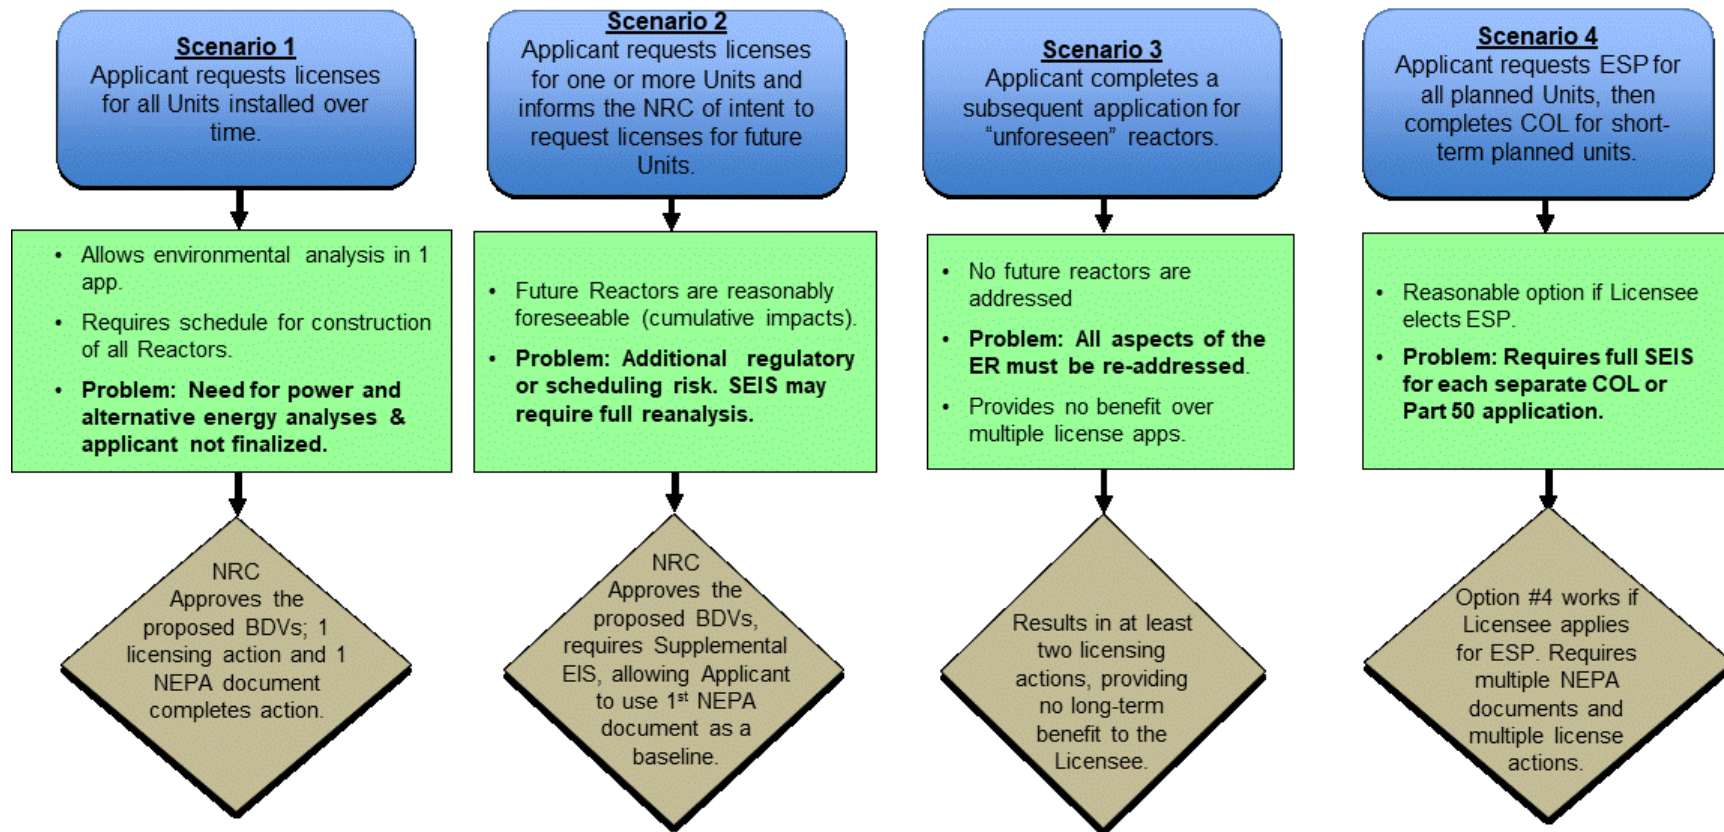 Scenario 1
Applicant requests licenses
for all Units installed over
time.
• Allows environmental analysis in 1
app.
• Requires schedule for construction
of all Reactors.
• Problem: Need for power and
alternative energy analyses &
applicant not finalized.
NRC
Approves the
proposed BDVs; 1
licensing action and 1
NEPA document
completes action.
Scenario 2
Applicant requests licenses
for one or more Units and
informs the NRC of intent to
request licenses for future
Units.
• Future Reactors are reasonably
foreseeable (cumulative impacts).
• Problem: Additional regulatory
or scheduling risk. SEIS may
require full reanalysis.
NRC
Approves the
proposed BDVs,
requires Supplemental
EIS, allowing Applicant
to use 1st NEPA
document as a
baseline.
Scenario 3
Applicant completes a
subsequent application for
“unforeseen” reactors.
• No future reactors are
addressed
• Problem: All aspects of the
ER must be re-addressed.
• Provides no benefit over
multiple license apps.
Results in at least
two licensing
actions, providing
no long-term
benefit to the
Licensee.
Scenario 4
Applicant requests ESP for
all planned Units, then
completes COL for short-
term planned units.
• Reasonable option if Licensee
elects ESP.
• Problem: Requires full SEIS
for each separate COL or
Part 50 application.
Option #4 works if
Licensee applies
for ESP. Requires
multiple NEPA
documents and
multiple license
actions.